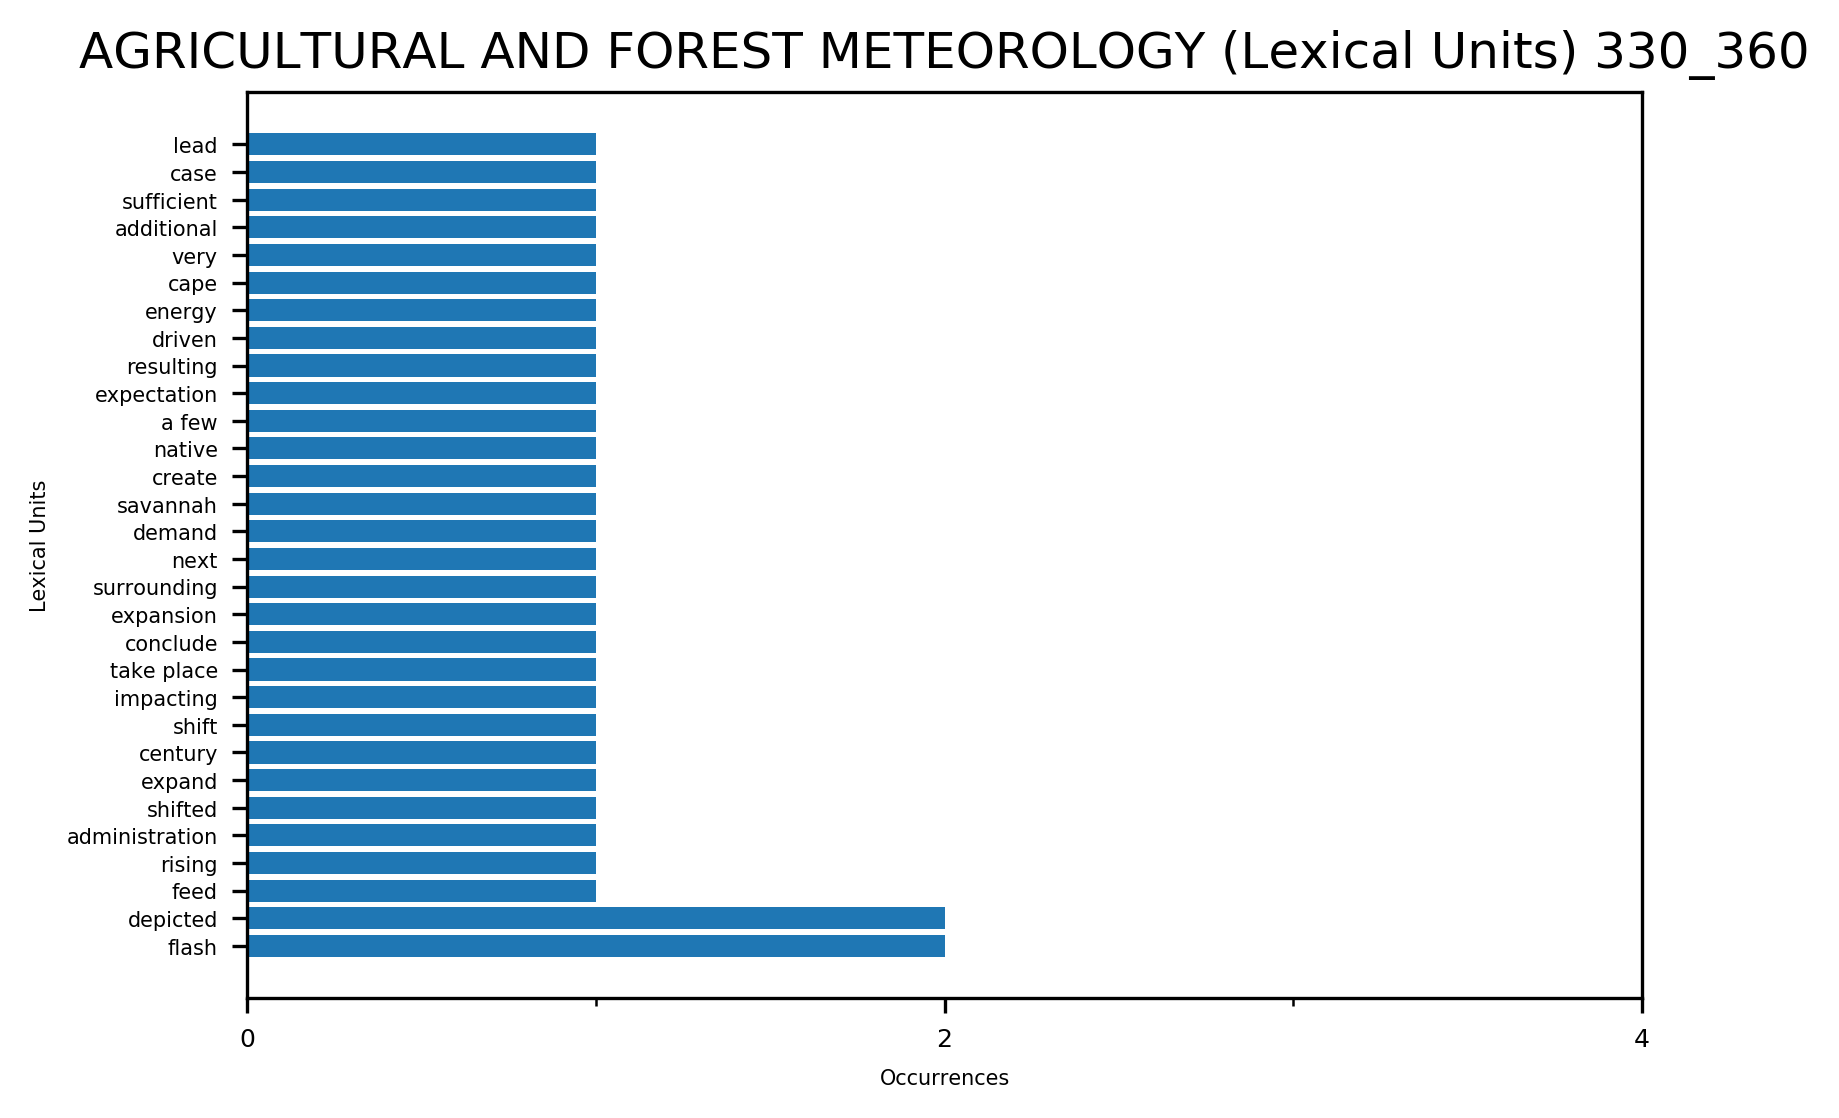 AGRICULTURAL AND FOREST METEOROLOGY (Lexical Units) 330_360
Lexical Units
lead
case
sufficient
additional
very
cape
energy
driven
resulting
expectation
a few
native
create
savannah
demand
next
surrounding
expansion
conclude
take place
impacting
shift
century
expand
shifted
administration
rising
feed
depicted
flash
0 2 4
Occurrences